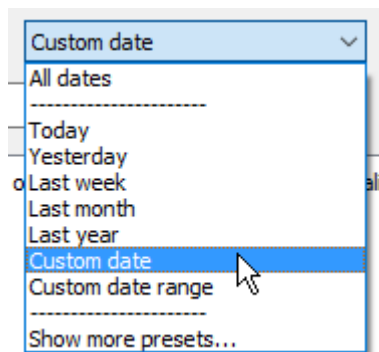 Custom date
All dates
----------------------
Today
Yesterday
Last week
Last month
Last year
Custom date
Custom date range
----------------------
Show more presets...